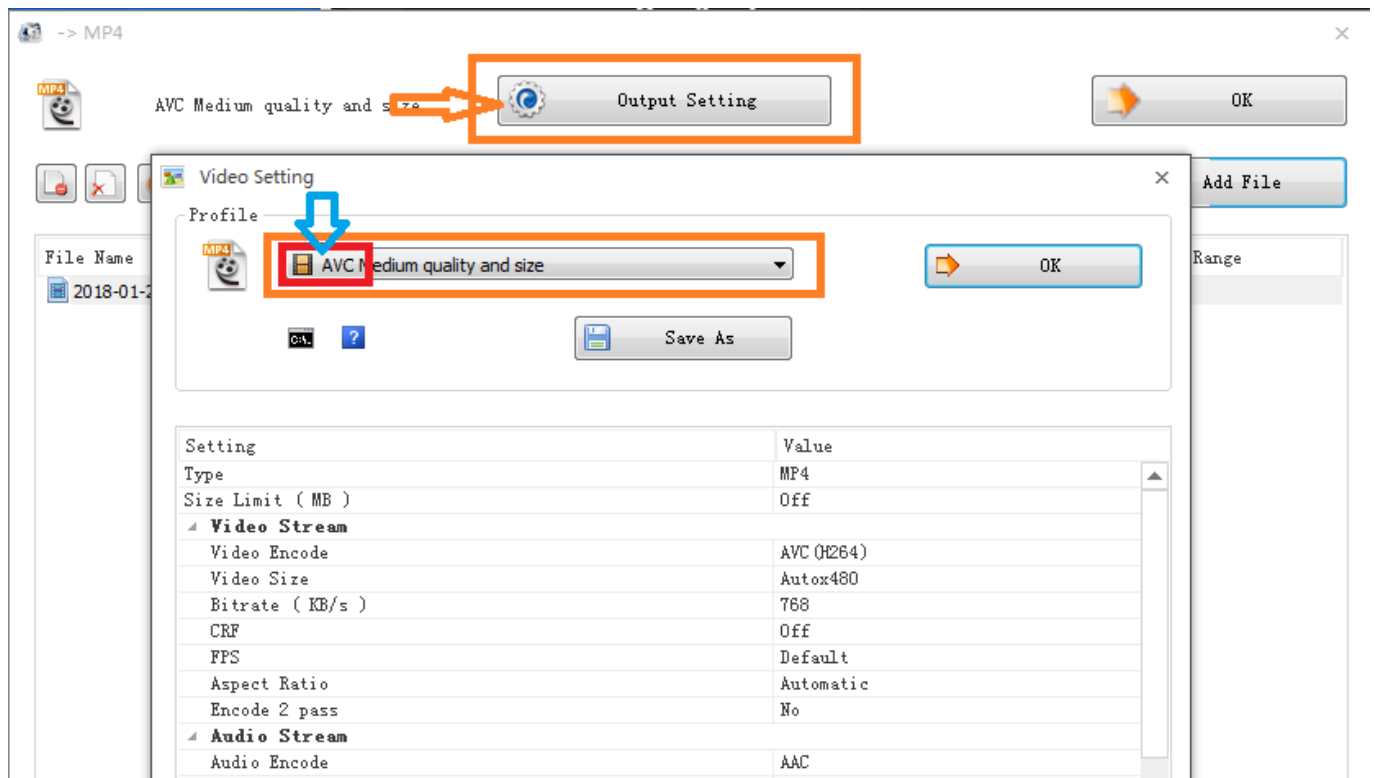 -> MP4
MP4
AVC Medium quality and size
Output Setting
OK
Add File
Video Setting
Profile
File Name
Range
MP4
AVC Medium quality and size
OK
2018-01-2
C:\.
?
Save As
Setting Value
Type MP4
Size Limit ( MB ) Off
Video Stream
Video Encode AVC(H264)
Video Size Autox480
Bitrate ( KB/s ) 768
CRF Off
FPS Default
Aspect Ratio Automatic
Encode 2 pass No
Audio Stream
Audio Encode AAC